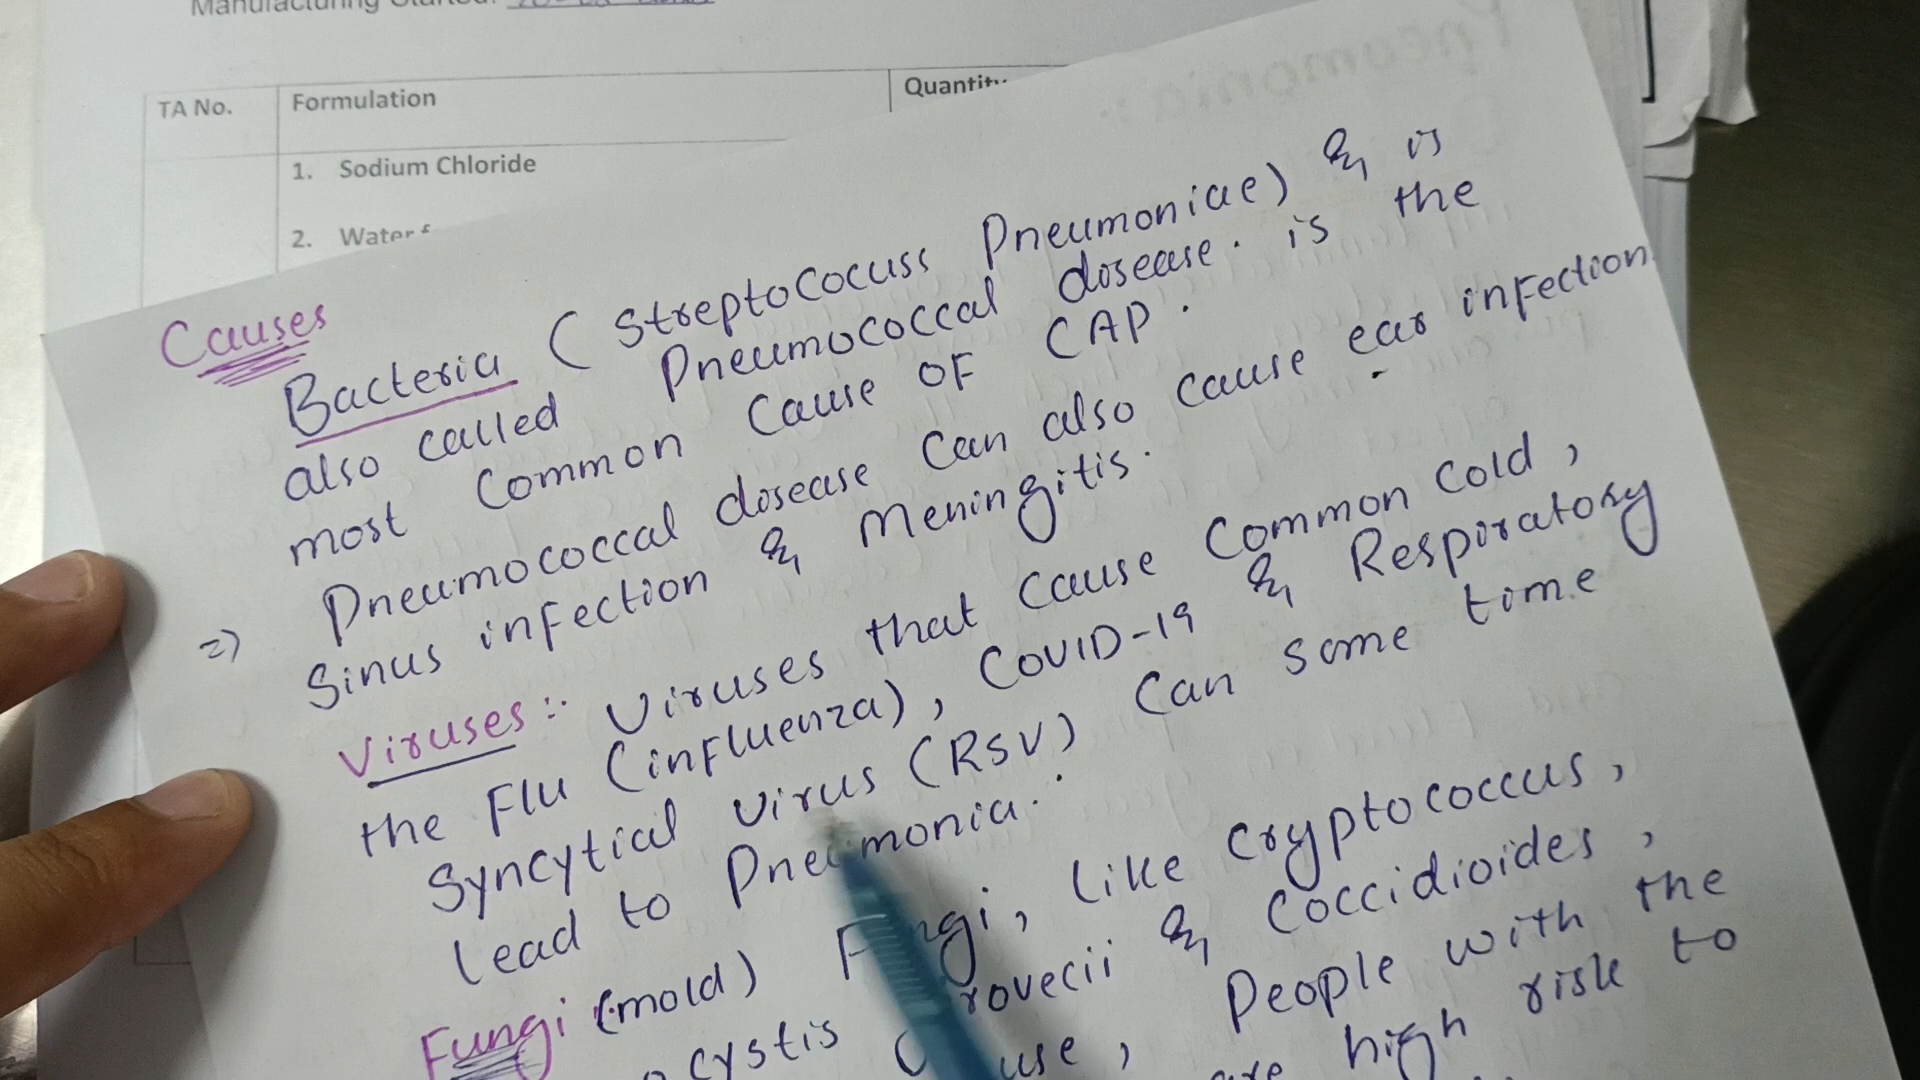 Manufacturing Started:
TA No. Formulation
1. Sodium Chloride
2. Water
Causes
Bacteria ( Streptococuss Pneumoniae) & is
also called Pneumococcal disease. is the
most Common Cause OF CAP.
=) Pneumococcal disease can also cause ear infection
Sinus infection & Meningitis.
Viruses :- Viruses that cause Common Cold,
the Flu (influenza), COVID-19 & Respiratory
Syncytial virus (RSV) Can some time
lead to Pneumonia.
Fungi (mold) Fungi, like Cryptococcus,
& Coccidioides,
People with the
high risk to